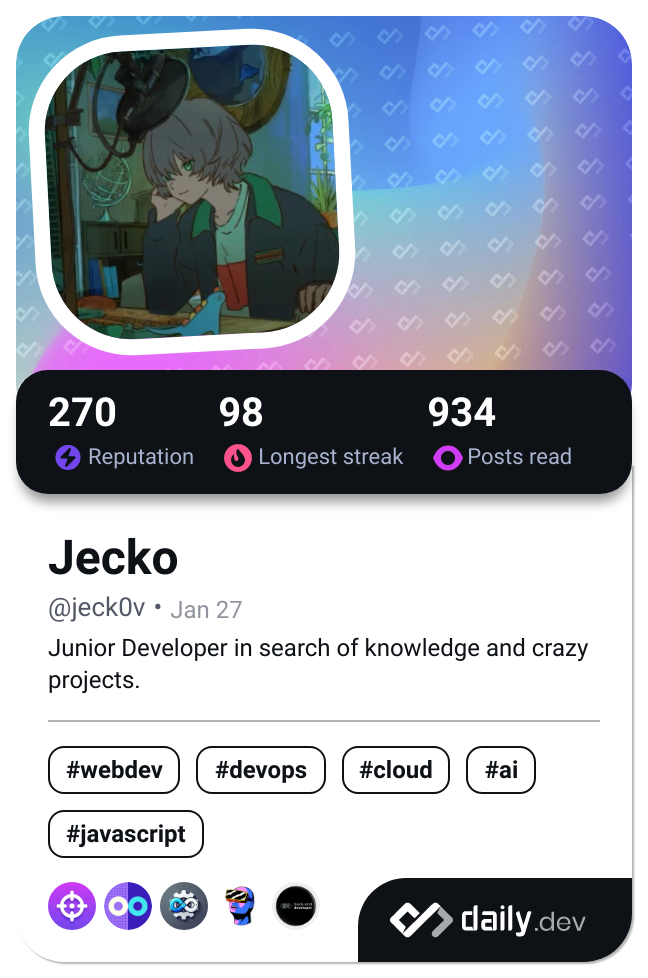 270 98 934
Reputation Longest streak Posts read
Jecko
@jeck0v • Jan 27
Junior Developer in search of knowledge and crazy
projects.
#webdev #devops #cloud #ai
#javascript
daily.dev